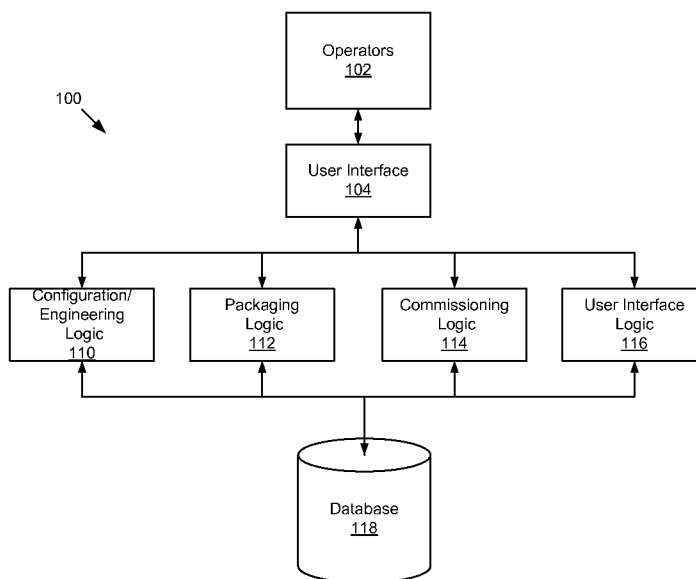 Operators
102
100
User Interface
104
Configuration/
Engineering
Logic
110
Packaging
Logic
112
Commissioning
Logic
114
User Interface
Logic
116
Database
118